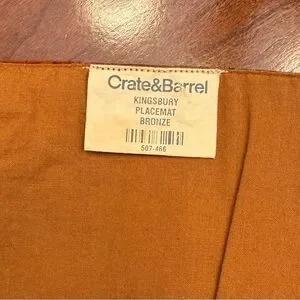 Crate&Barrel
KINGSBURY
PLACEMAT
BRONZE
507-466